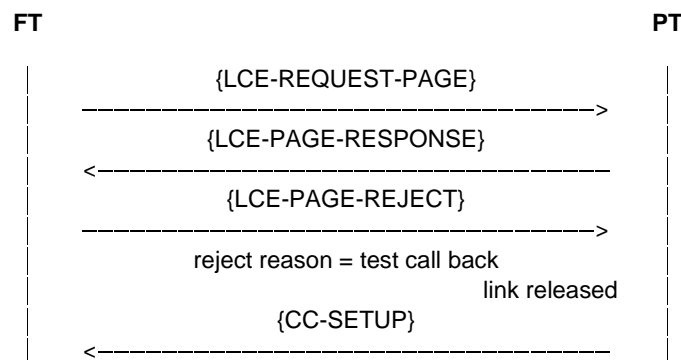 FT PT
{LCE-REQUEST-PAGE}
{LCE-PAGE-RESPONSE}
{LCE-PAGE-REJECT}
reject reason = test call back
link released
{CC-SETUP}